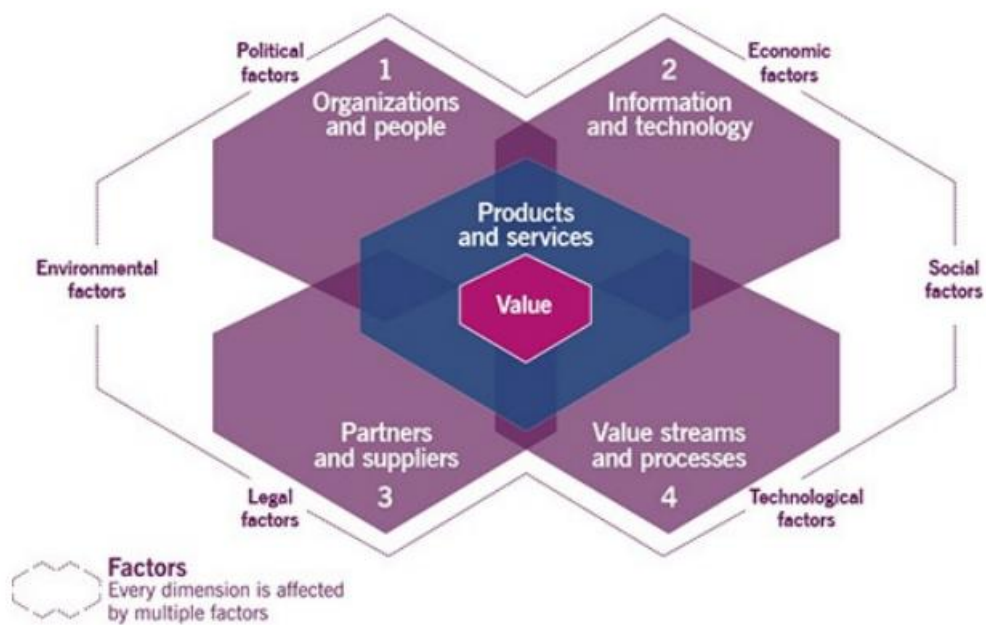 Political
factors
Economic
factors
1
Organizations
and people
2
Information
and technology
Products
and services
Environmental
factors
Value
Social
factors
Partners
and suppliers
3
Value streams
and processes
4
Legal
factors
Technological
factors
Factors
Every dimension is affected
by multiple factors